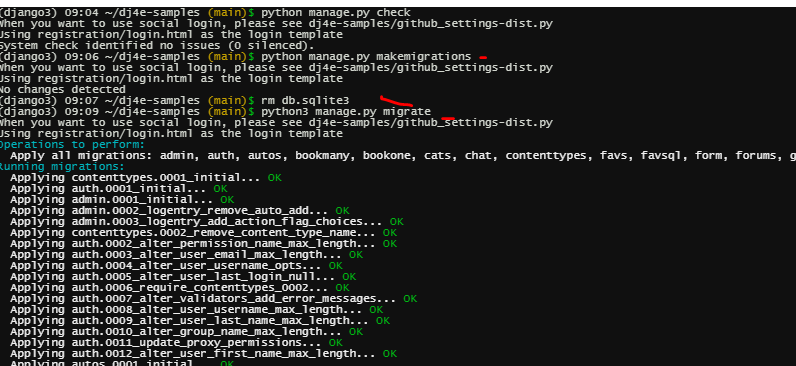 (django3) 09:04 ~/dj4e-samples (main)$ python manage.py check
When you want to use social login, please see dj4e-samples/github_settings-dist.py
Using registration/login.html as the login template
System check identified no issues (0 silenced).
(django3) 09:06 ~/dj4e-samples (main)$ python manage.py makemigrations
When you want to use social login, please see dj4e-samples/github_settings-dist.py
Using registration/login.html as the login template
No changes detected
(django3) 09:07 ~/dj4e-samples (main)$ rm db.sqlite3
(django3) 09:09 ~/dj4e-samples (main)$ python3 manage.py migrate
When you want to use social login, please see dj4e-samples/github_settings-dist.py
Using registration/login.html as the login template
Operations to perform:
Apply all migrations: admin, auth, autos, bookmany, bookone, cats, chat, contenttypes, favs, favsql, form, forums, g
Running migrations:
Applying contenttypes.0001_initial... OK
Applying auth.0001_initial... OK
Applying admin.0001_initial... OK
Applying admin.0002_logentry_remove_auto_add... OK
Applying admin.0003_logentry_add_action_flag_choices... OK
Applying contenttypes.0002_remove_content_type_name... OK
Applying auth.0002_alter_permission_name_max_length... OK
Applying auth.0003_alter_user_email_max_length... OK
Applying auth.0004_alter_user_username_opts... OK
Applying auth.0005_alter_user_last_login_null... OK
Applying auth.0006_require_contenttypes_0002... OK
Applying auth.0007_alter_validators_add_error_messages... OK
Applying auth.0008_alter_user_username_max_length... OK
Applying auth.0009_alter_user_last_name_max_length... OK
Applying auth.0010_alter_group_name_max_length... OK
Applying auth.0011_update_proxy_permissions... OK
Applying auth.0012_alter_user_first_name_max_length... OK
Applying autos.0001_initial... OK